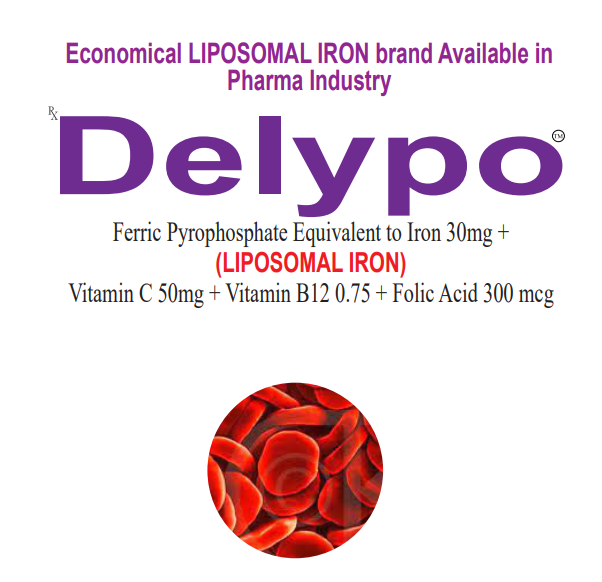 Economical LIPOSOMAL IRON brand Available in
Pharma Industry
Rx
Delypo TM
Ferric Pyrophosphate Equivalent to Iron 30mg +
(LIPOSOMAL IRON)
Vitamin C 50mg + Vitamin B12 0.75 + Folic Acid 300 mcg